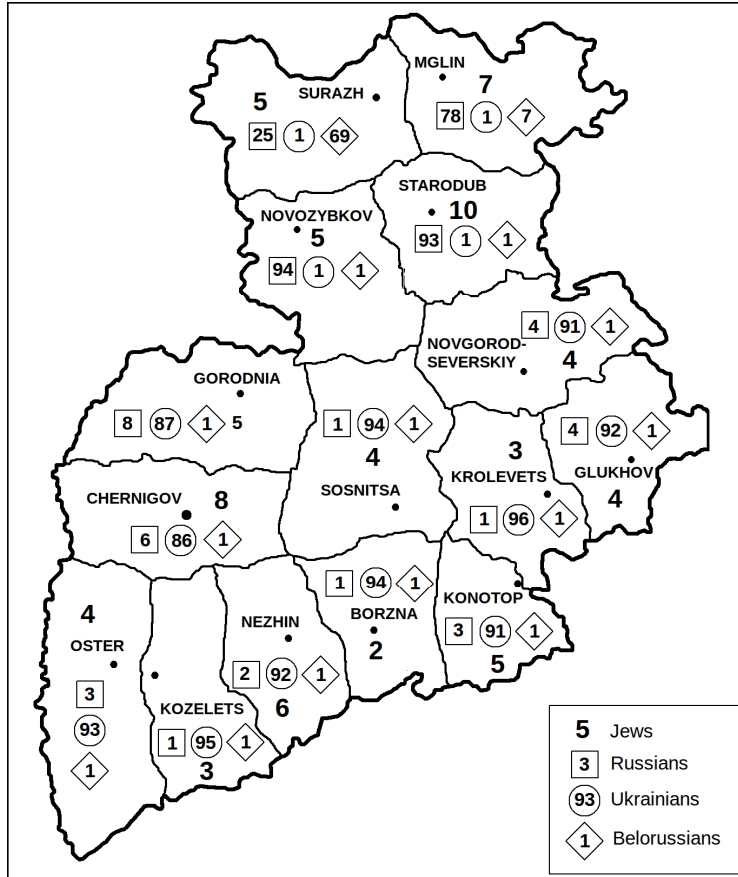 MGLIN
7
78 1 7
5 SURAZH
25 1 69
STARODUB
10
93 1 1
NOVOZYBKOV
5
94 1 1
4 91 1
NOVGOROD-
SEVERSKIY 4
GORODNIA
8 87 1 5
1 94 1
4
SOSNITSA
3
KROLEVETS
1 96 1
4 92 1
GLUKHOV
4
CHERNIGOV 8
6 86 1
4
OSTER
3
93
1
KOZELETS
1 95 1
3
NEZHIN
2 92 1
6
1 94 1
BORZNA
2
KONOTOP
3 91 1
5
5 Jews
3 Russians
93 Ukrainians
1 Belorussians